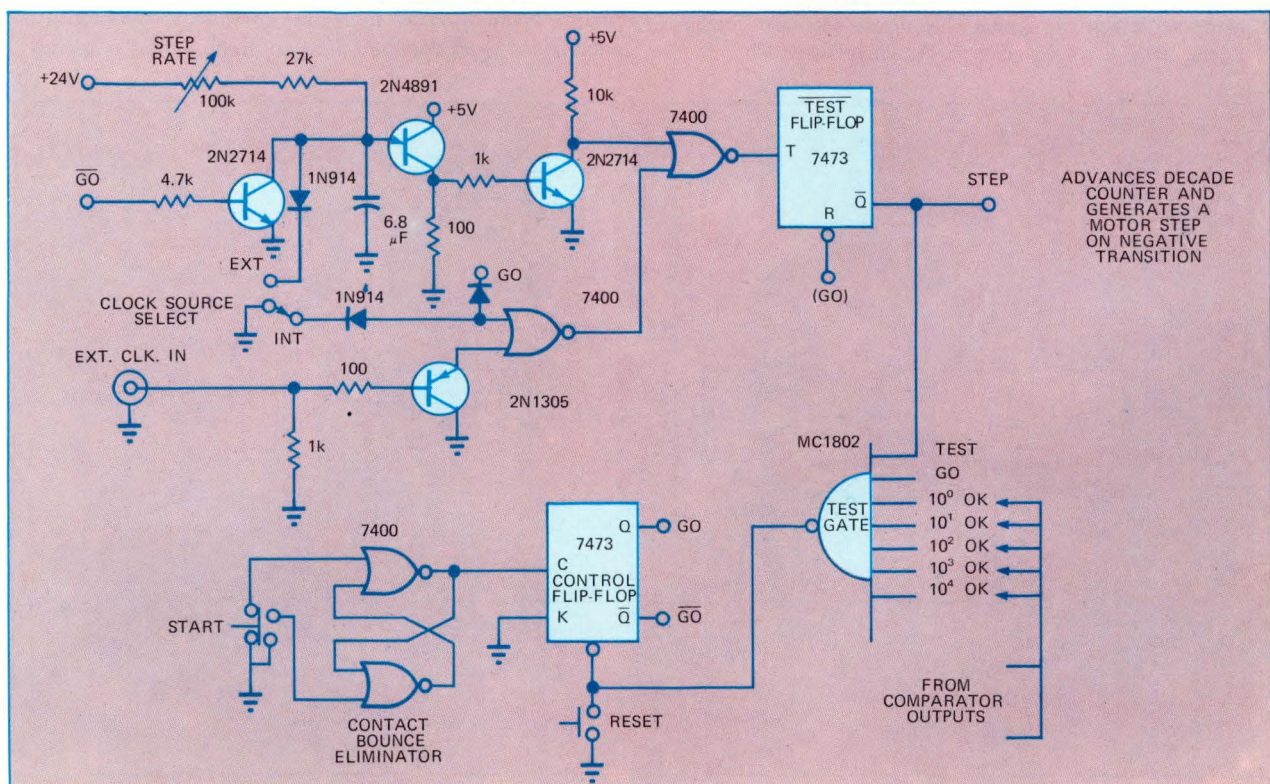 STEP
RATE
+24V
100k
27k
2N4891
+5V
+5V
10k
7400
TEST
FLIP-FLOP
7473
T
Q
R
(GO)
STEP
ADVANCES DECADE
COUNTER AND
GENERATES A
MOTOR STEP
ON NEGATIVE
TRANSITION
2N2714
GO
4.7k
1N914
6.8
μF
1k
100
2N2714
EXT
CLOCK SOURCE
SELECT
INT
1N914
GO
7400
EXT. CLK. IN
100
1k
2N1305
MC1802
TEST
GATE
TEST
GO
10⁰ OK
10¹ OK
10² OK
10³ OK
10⁴ OK
FROM
COMPARATOR
OUTPUTS
7400
START
CONTACT
BOUNCE
ELIMINATOR
7473
C
CONTROL
FLIP-FLOP
K
Q
GO
Q
GO
RESET